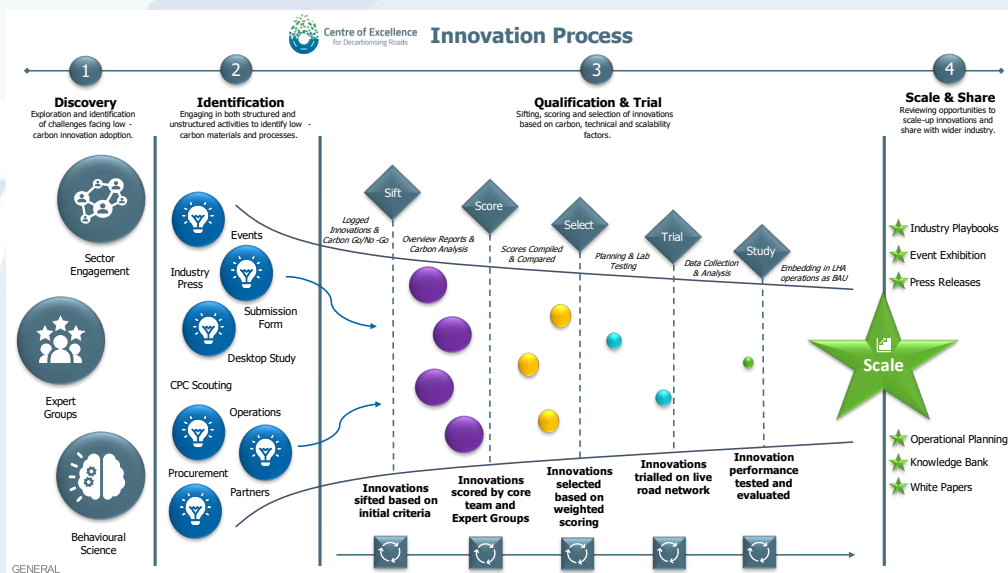 Centre of Excellence
for Decarbonising Roads
Innovation Process
1
2
3
4
Discovery
Exploration and identification
of challenges facing low -
carbon innovation adoption.
Identification
Engaging in both structured and
unstructured activities to identify low -
carbon materials and processes.
Qualification & Trial
Sifting, scoring and selection of innovations
based on carbon, technical and scalability
factors.
Scale & Share
Reviewing opportunities to
scale-up innovations and
share with wider industry.
Sector
Engagement
Expert
Groups
Behavioural
Science
Events
Industry
Press
Submission
Form
Desktop Study
CPC Scouting
Operations
Procurement
Partners
Sift
Score
Select
Trial
Study
Logged
Innovations &
Carbon Go/No -Go
Overview Reports &
Carbon Analysis
Scores Compiled
& Compared
Planning & Lab
Testing
Data Collection
& Analysis
Embedding in LHA
operations as BAU
Innovations
sifted based on
initial criteria
Innovations
scored by core
team and
Expert Groups
Innovations
selected
based on
weighted
scoring
Innovations
trialled on live
road network
Innovation
performance
tested and
evaluated
Industry Playbooks
Event Exhibition
Press Releases
Scale
Operational Planning
Knowledge Bank
White Papers
GENERAL